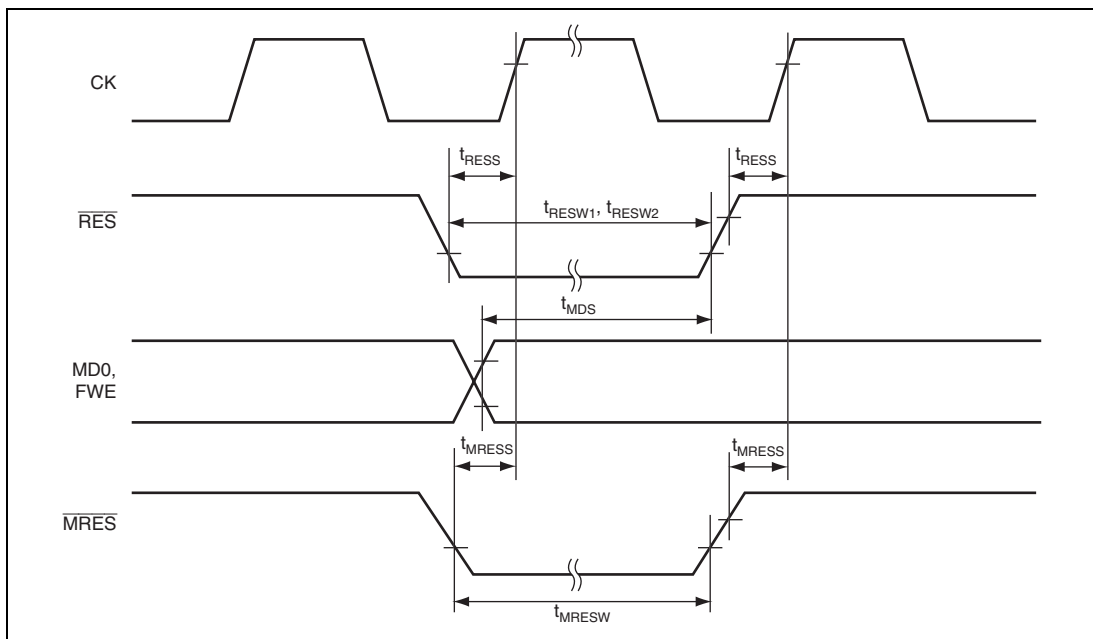 CK
tRESS
tRESS
RES
tRESW1, tRESW2
tMDS
MD0,
FWE
tMRESS
tMRESS
MRES
tMRESW